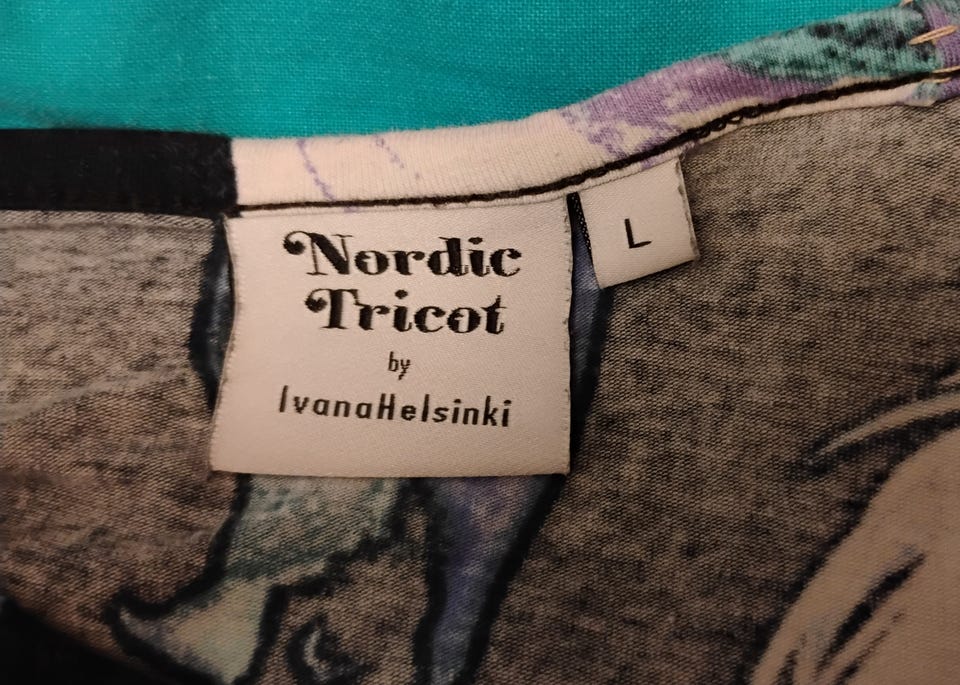 Nordic
Tricot
by
IvanaHelsinki
L